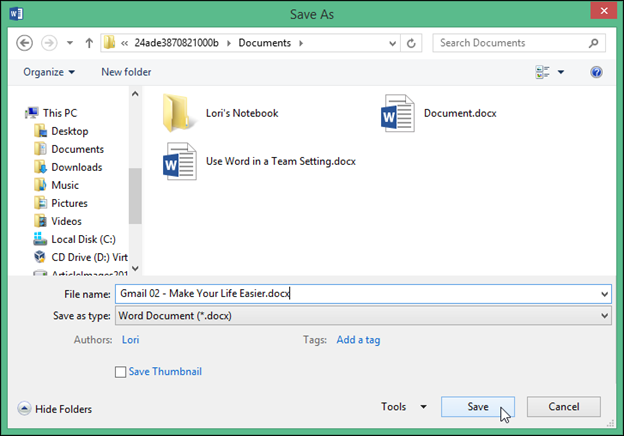 Save As
« 24ade3870821000b Documents
Search Documents
Organize
New folder
This PC
Desktop
Documents
Downloads
Music
Pictures
Videos
Local Disk (C:)
CD Drive (D:) Virt
ArticleImages201
Lori's Notebook
Document.docx
Use Word in a Team Setting.docx
File name: Gmail 02 - Make Your Life Easier.docx
Save as type: Word Document (*.docx)
Authors: Lori Tags: Add a tag
Save Thumbnail
Hide Folders Tools Save Cancel